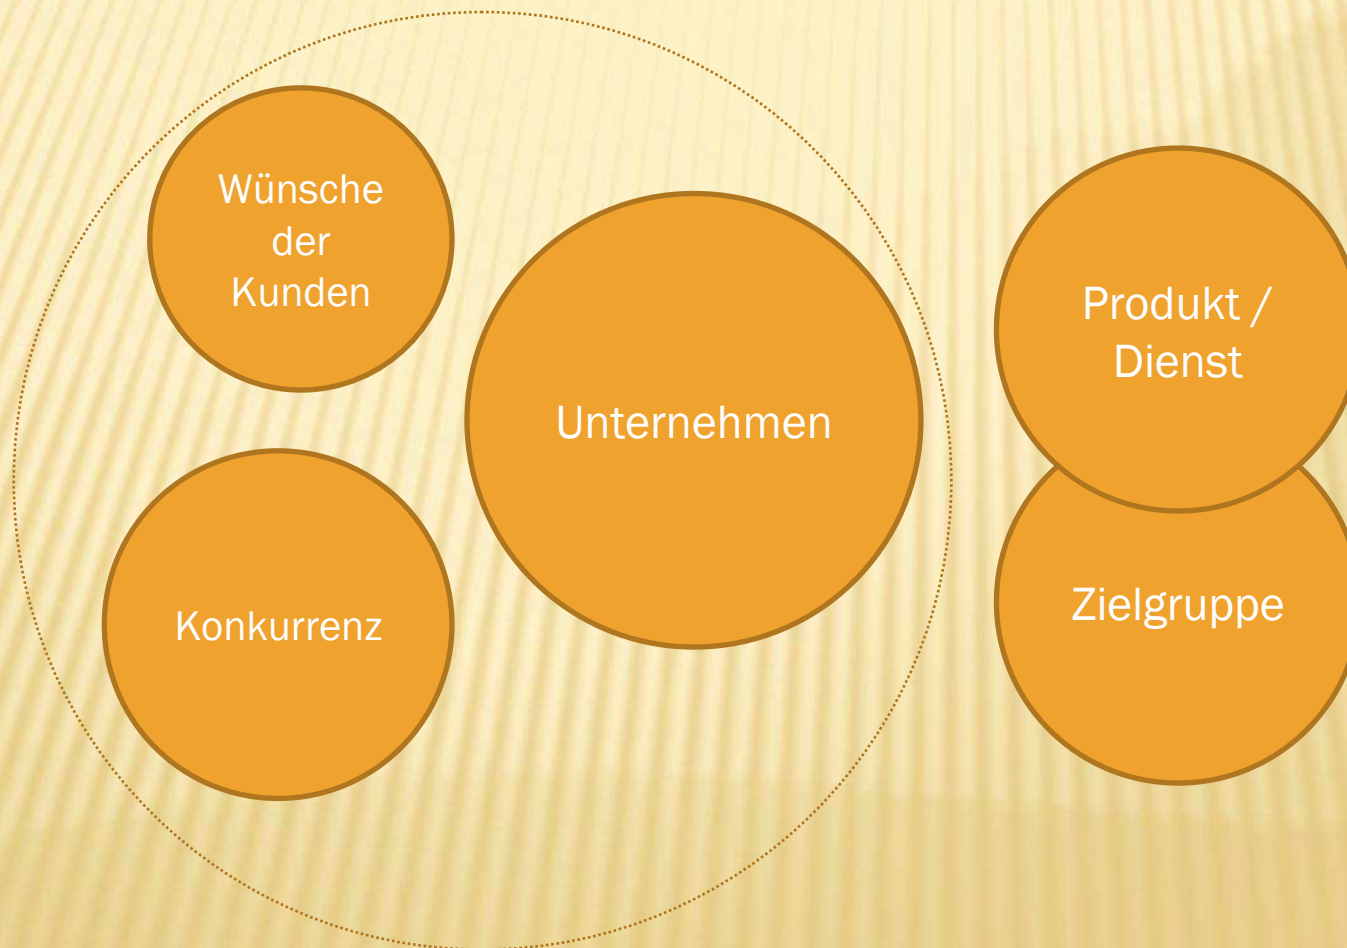 Wünsche
der
Kunden
Unternehmen
Konkurrenz
Produkt /
Dienst
Zielgruppe